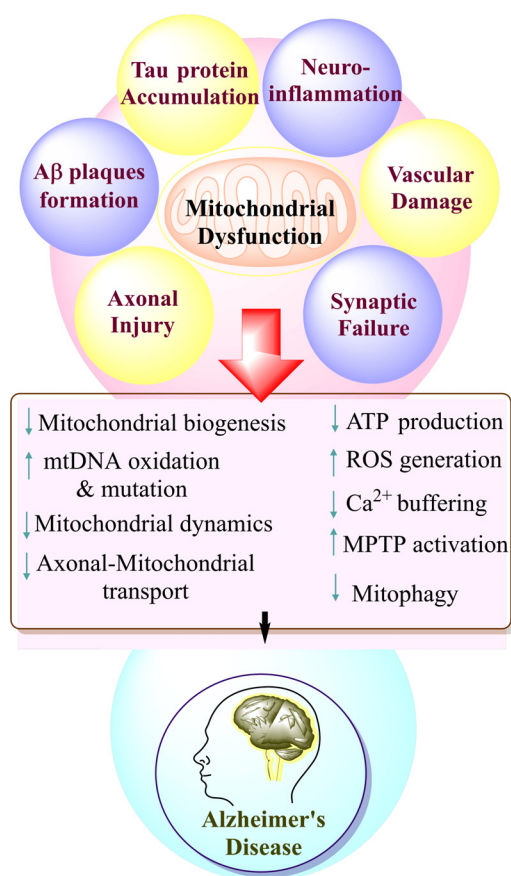 Tau protein
Accumulation
Neuro-
inflammation
Aβ plaques
formation
Vascular
Damage
Mitochondrial
Dysfunction
Axonal
Injury
Synaptic
Failure
↓ Mitochondrial biogenesis
↑ mtDNA oxidation
& mutation
↓ Mitochondrial dynamics
↓ Axonal-Mitochondrial
transport
↓ ATP production
↑ ROS generation
↓ Ca²⁺ buffering
↑ MPTP activation
↓ Mitophagy
Alzheimer's
Disease